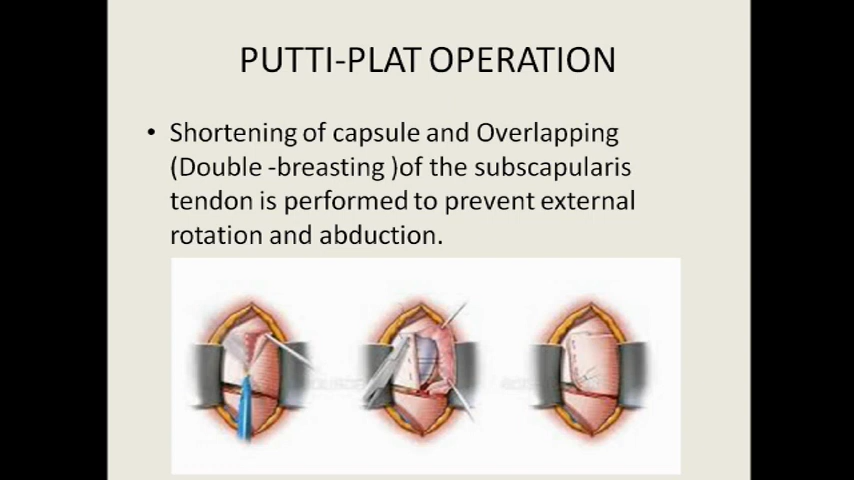 PUTTI-PLAT OPERATION
• Shortening of capsule and Overlapping
(Double -breasting )of the subscapularis
tendon is performed to prevent external
rotation and abduction.